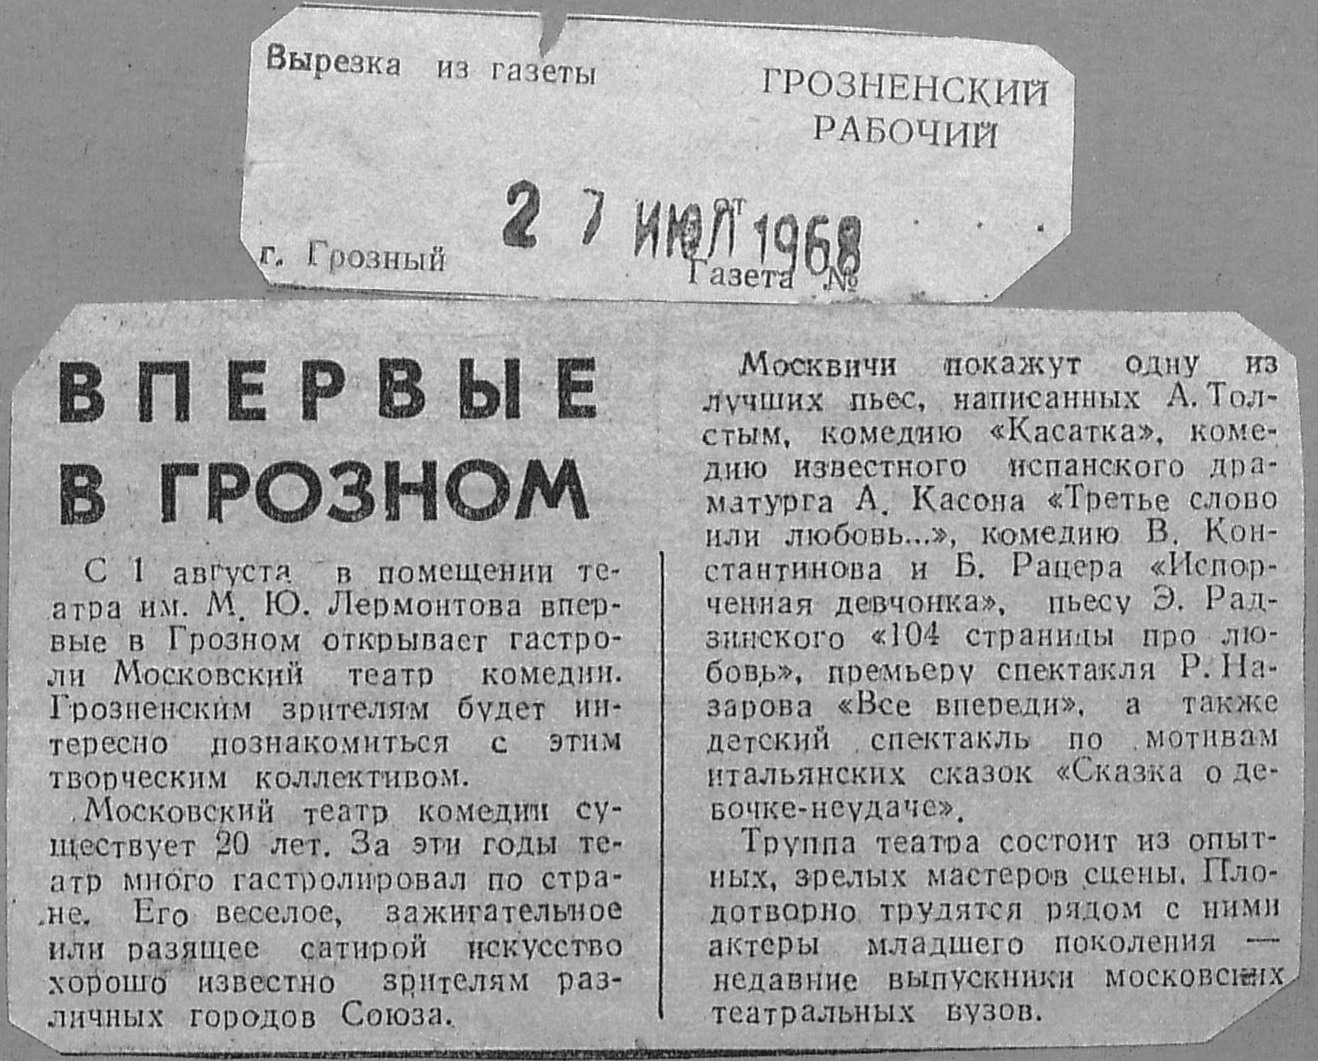 Вырезка из газеты
ГРОЗНЕНСКИЙ
РАБОЧИЙ
от
27 ИЮЛ 1968
г. Грозный
Газета №
ВПЕРВЫЕ
В ГРОЗНОМ
С 1 августа в помещении те-
атра им. М. Ю. Лермонтова впер-
вые в Грозном открывает гастро-
ли Московский театр комедии.
Грозненским зрителям будет ин-
тересно познакомиться с этим
творческим коллективом.
Московский театр комедии су-
ществует 20 лет. За эти годы те-
атр много гастролировал по стра-
не. Его веселое, зажигательное
или разящее сатирой искусство
хорошо известно зрителям раз-
личных городов Союза.
Москвичи покажут одну из
лучших пьес, написанных А. Тол-
стым, комедию «Касатка», коме-
дию известного испанского дра-
матурга А. Касона «Третье слово
или любовь...», комедию В. Кон-
стантинова и Б. Рацера «Испор-
ченная девчонка», пьесу Э. Рад-
зинского «104 страницы про лю-
бовь», премьеру спектакля Р. На-
зарова «Все впереди», а также
детский спектакль по мотивам
итальянских сказок «Сказка о де-
вочке-неудаче».
Труппа театра состоит из опыт-
ных, зрелых мастеров сцены. Пло-
дотворно трудятся рядом с ними
актеры младшего поколения —
недавние выпускники московских
театральных вузов.